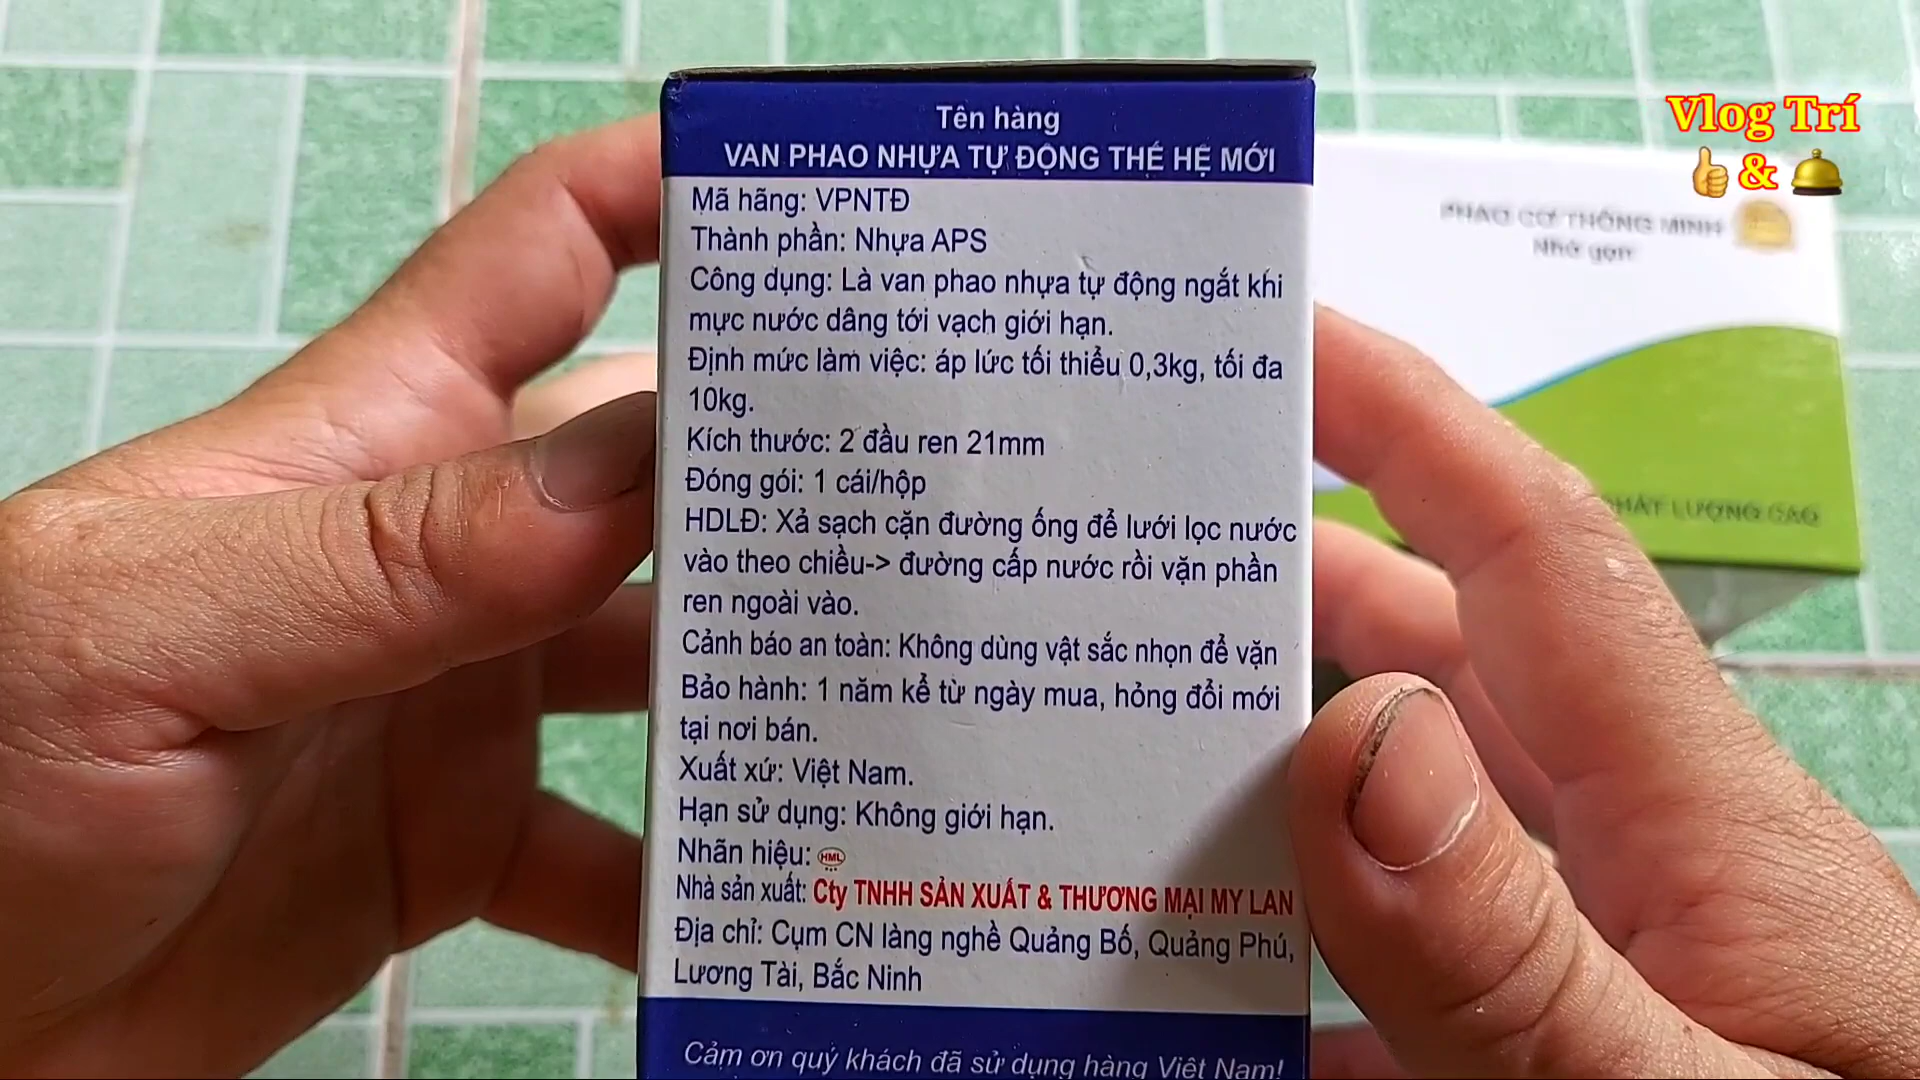 Tên hàng
VAN PHAO NHỰA TỰ ĐỘNG THẾ HỆ MỚI
Mã hãng: VPNTĐ
Thành phần: Nhựa APS
Công dụng: Là van phao nhựa tự động ngắt khi
mực nước dâng tới vạch giới hạn.
Định mức làm việc: áp lức tối thiểu 0,3kg, tối đa
10kg.
Kích thước: 2 đầu ren 21mm
Đóng gói: 1 cái/hộp
HDLĐ: Xả sạch cặn đường ống để lưới lọc nước
vào theo chiều-> đường cấp nước rồi vặn phần
ren ngoài vào.
Cảnh báo an toàn: Không dùng vật sắc nhọn để vặn
Bảo hành: 1 năm kể từ ngày mua, hỏng đổi mới
tại nơi bán.
Xuất xứ: Việt Nam.
Hạn sử dụng: Không giới hạn.
Nhãn hiệu: HML
Nhà sản xuất: Cty TNHH SẢN XUẤT & THƯƠNG MẠI MY LAN
Địa chỉ: Cụm CN làng nghề Quảng Bố, Quảng Phú,
Lương Tài, Bắc Ninh
Cảm ơn quý khách đã sử dụng hàng Việt Nam!
Vlog Trí
&
PHAO CƠ THÔNG MINH
Nhỏ gọn
LƯỢNG CAO